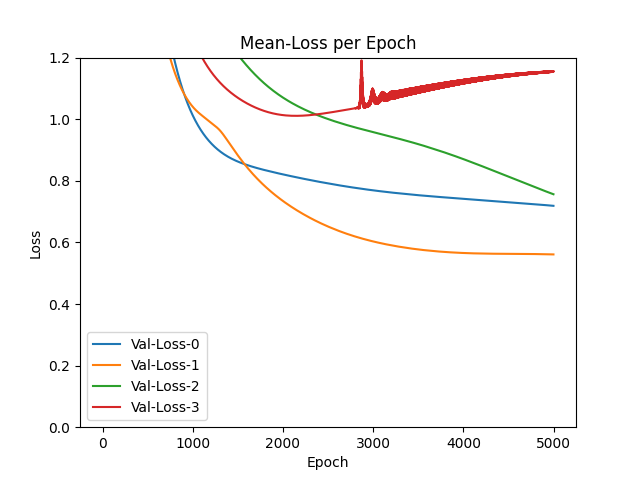 Mean-Loss per Epoch
1.2
1.0
0.8
0.6
0.4
0.2
0.0
Loss
Val-Loss-0
Val-Loss-1
Val-Loss-2
Val-Loss-3
0 1000 2000 3000 4000 5000
Epoch